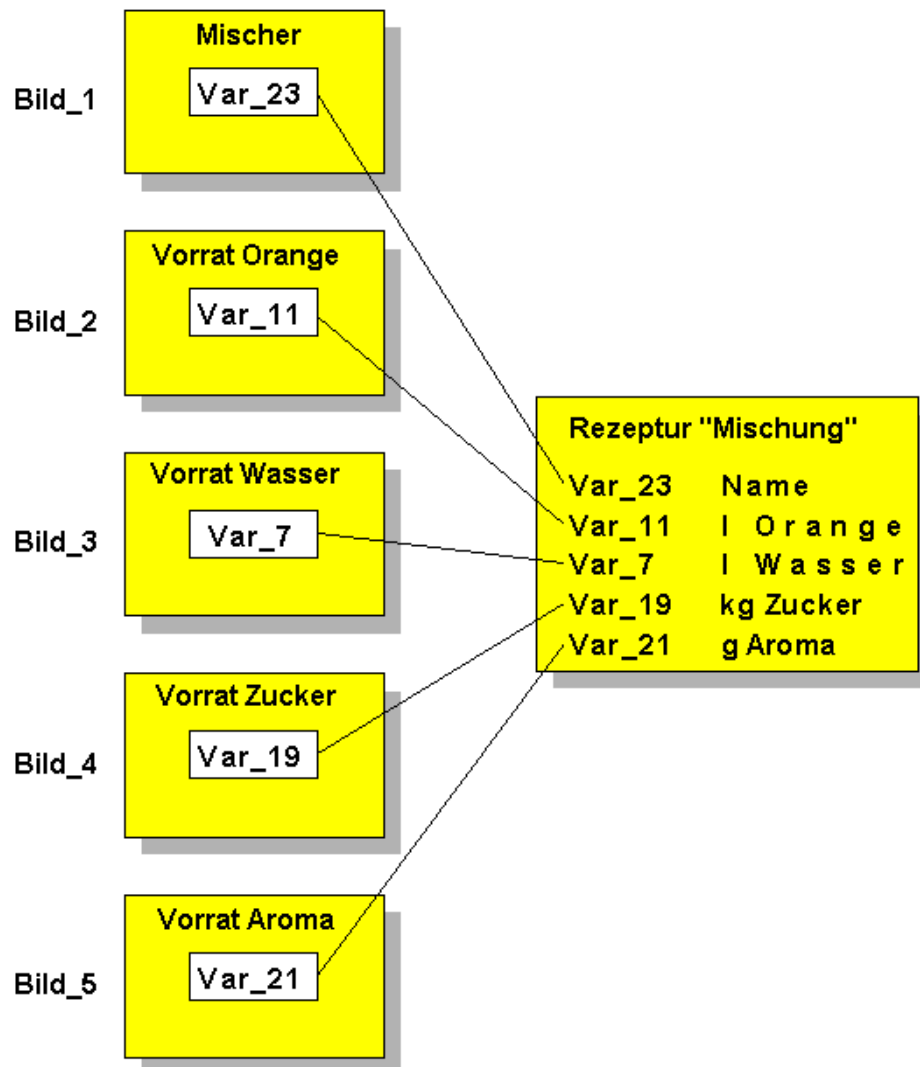 Mischer
Bild_1
Var_23
Vorrat Orange
Bild_2
Var_11
Vorrat Wasser
Bild_3
Var_7
Vorrat Zucker
Bild_4
Var_19
Vorrat Aroma
Bild_5
Var_21
Rezeptur "Mischung"
Var_23 Name
Var_11 l Orange
Var_7 l Wasser
Var_19 kg Zucker
Var_21 g Aroma